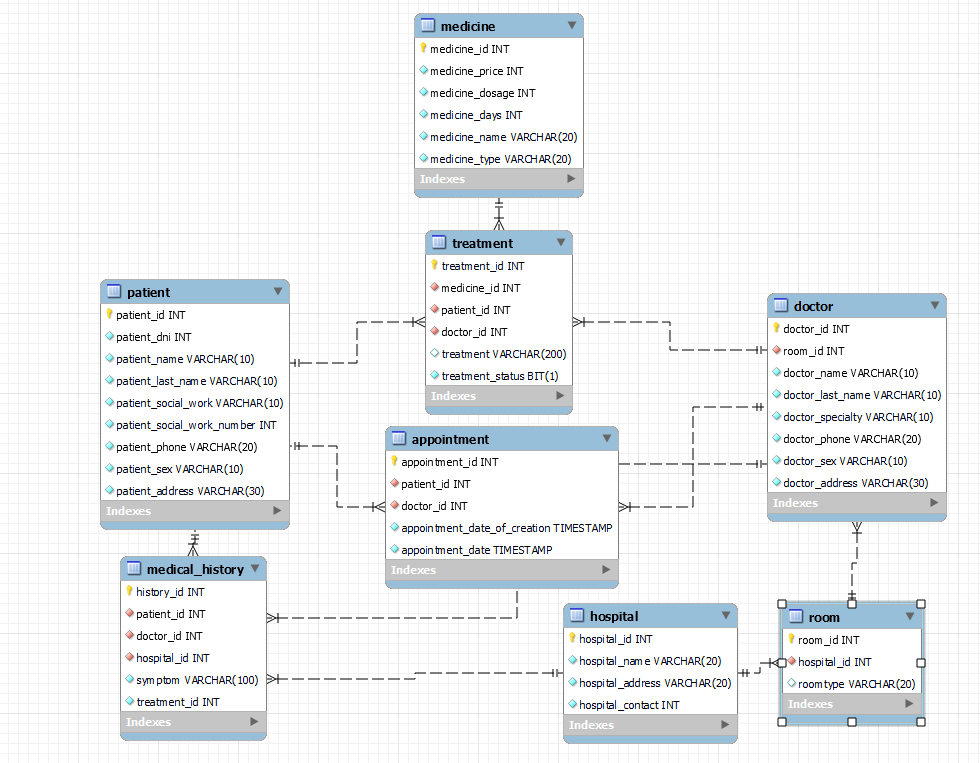 medicine
medicine_id INT
medicine_price INT
medicine_dosage INT
medicine_days INT
medicine_name VARCHAR(20)
medicine_type VARCHAR(20)
Indexes
treatment
treatment_id INT
medicine_id INT
patient_id INT
doctor_id INT
treatment VARCHAR(200)
treatment_status BIT(1)
Indexes
patient
patient_id INT
patient_dni INT
patient_name VARCHAR(10)
patient_last_name VARCHAR(10)
patient_social_work VARCHAR(10)
patient_social_work_number INT
patient_phone VARCHAR(20)
patient_sex VARCHAR(10)
patient_address VARCHAR(30)
Indexes
doctor
doctor_id INT
room_id INT
doctor_name VARCHAR(10)
doctor_last_name VARCHAR(10)
doctor_specialty VARCHAR(10)
doctor_phone VARCHAR(20)
doctor_sex VARCHAR(10)
doctor_address VARCHAR(30)
Indexes
appointment
appointment_id INT
patient_id INT
doctor_id INT
appointment_date_of_creation TIMESTAMP
appointment_date TIMESTAMP
Indexes
medical_history
history_id INT
patient_id INT
doctor_id INT
hospital_id INT
symptom VARCHAR(100)
treatment_id INT
Indexes
hospital
hospital_id INT
hospital_name VARCHAR(20)
hospital_address VARCHAR(20)
hospital_contact INT
Indexes
room
room_id INT
hospital_id INT
roomtype VARCHAR(20)
Indexes